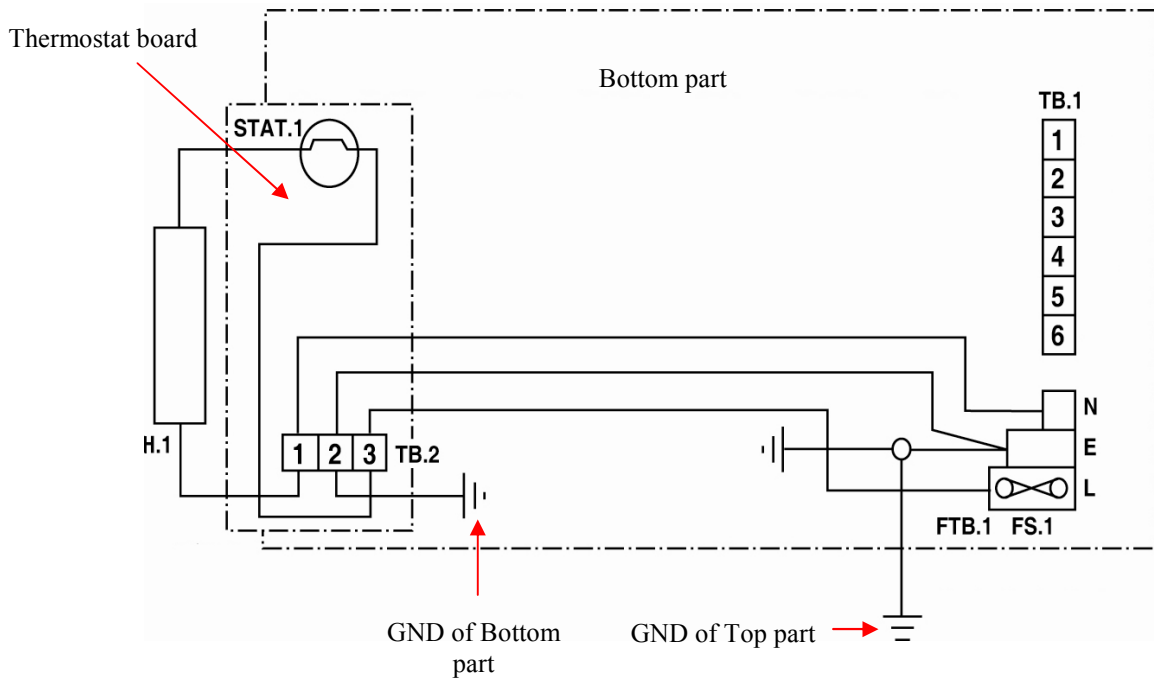 Thermostat board
Bottom part
TB.1
STAT.1
1
2
3
4
5
6
N
E
L
H.1
1 2 3 TB.2
FTB.1 FS.1
GND of Bottom
part
GND of Top part